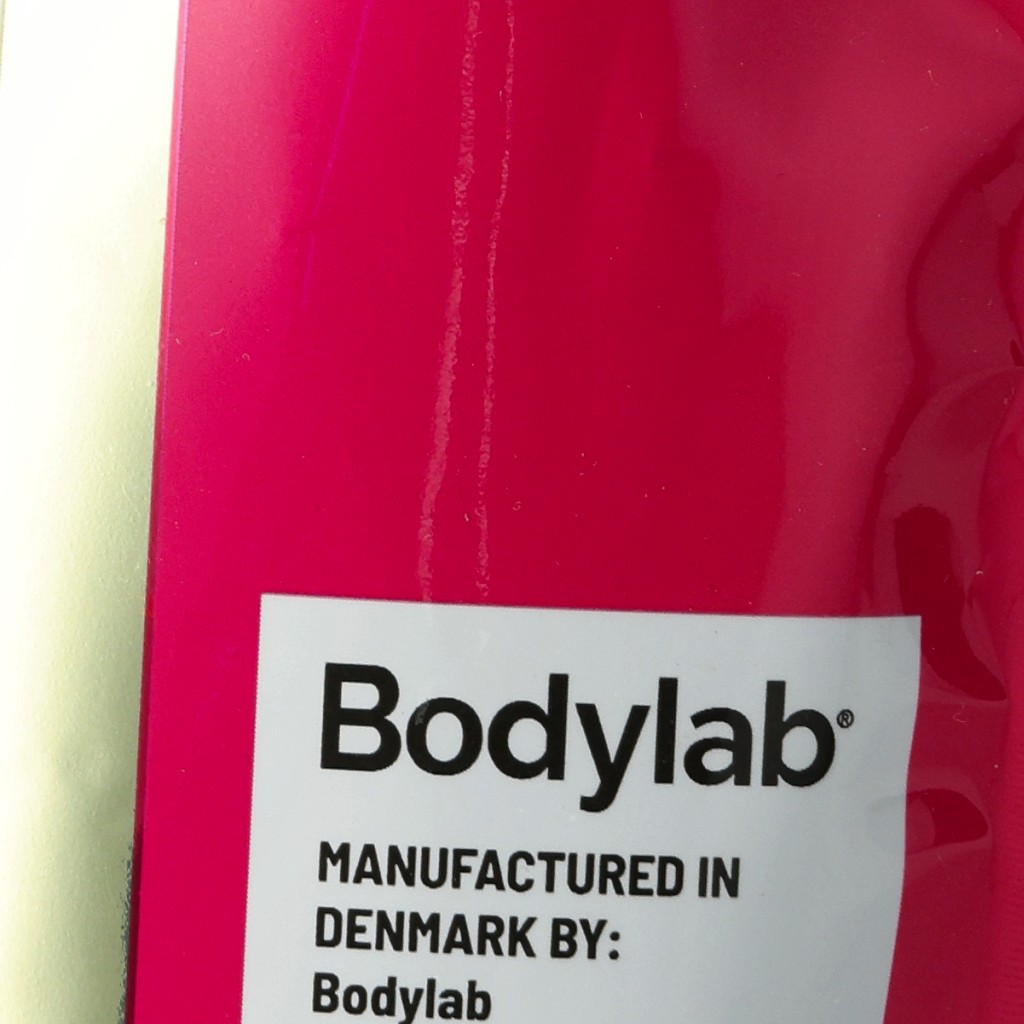 Bodylab®
MANUFACTURED IN
DENMARK BY:
Bodylab